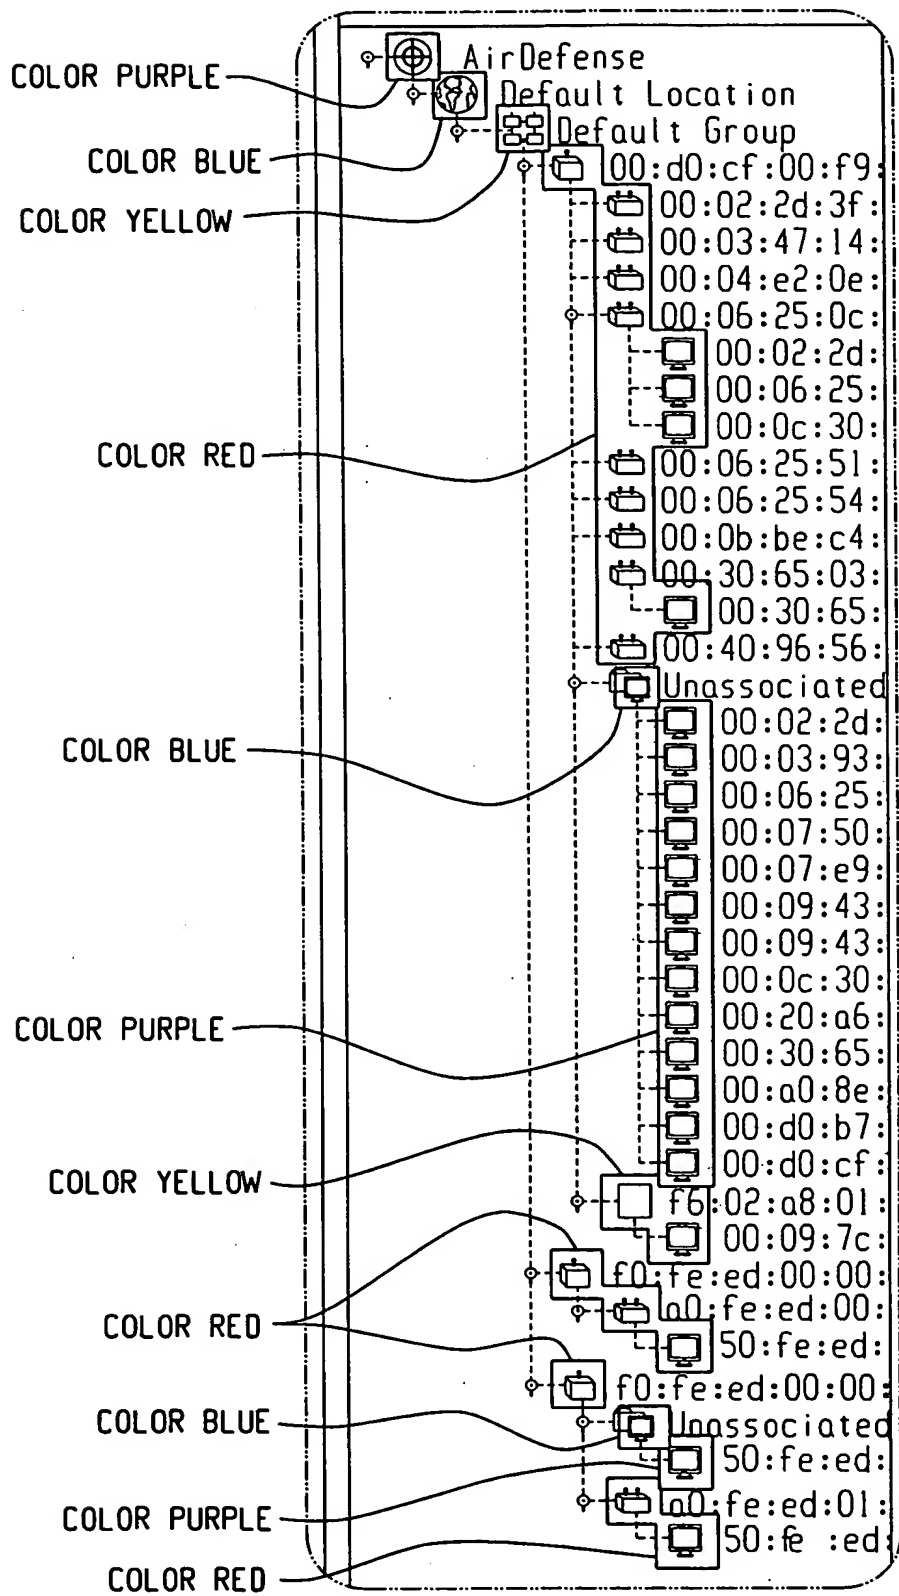 AirDefense
COLOR PURPLE
Default Location
Default Group
COLOR BLUE
00:d0:cf:00:f9:
COLOR YELLOW
00:02:2d:3f:
00:03:47:14:
00:04:e2:0e:
00:06:25:0c:
00:02:2d:
00:06:25:
00:0c:30:
COLOR RED
00:06:25:51:
00:06:25:54:
00:0b:be:c4:
00:30:65:03:
00:30:65:
00:40:96:56:
Unassociated
00:02:2d:
COLOR BLUE
00:03:93:
00:06:25:
00:07:50:
00:07:e9:
00:09:43:
00:09:43:
00:0c:30:
00:20:a6:
COLOR PURPLE
00:30:65:
00:a0:8e:
00:d0:b7:
00:d0:cf:
COLOR YELLOW
f6:02:a8:01:
00:09:7c:
f0:fe:ed:00:00:
a0:fe:ed:00:
COLOR RED
50:fe:ed:
f0:fe:ed:00:00:
COLOR BLUE
Unassociated
50:fe:ed:
a0:fe:ed:01:
COLOR PURPLE
50:fe :ed:
COLOR RED